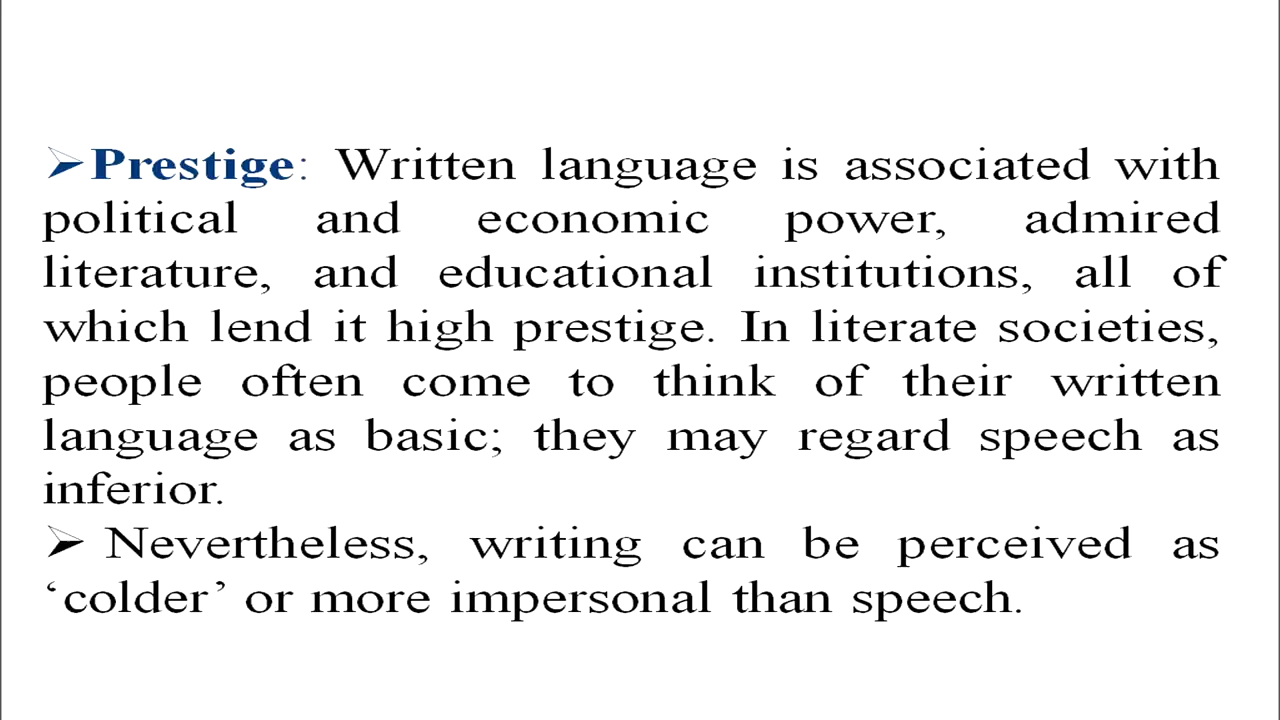 ➢Prestige: Written language is associated with
political and economic power, admired
literature, and educational institutions, all of
which lend it high prestige. In literate societies,
people often come to think of their written
language as basic; they may regard speech as
inferior.
➢ Nevertheless, writing can be perceived as
‘colder’ or more impersonal than speech.